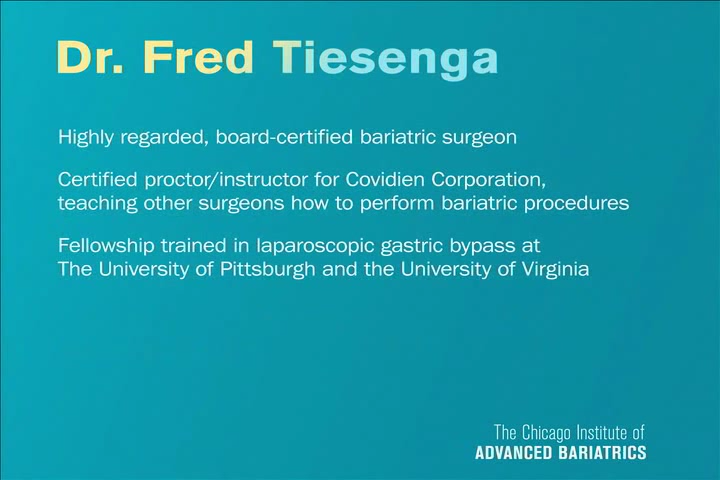 Dr. Fred Tiesenga
Highly regarded, board-certified bariatric surgeon
Certified proctor/instructor for Covidien Corporation,
teaching other surgeons how to perform bariatric procedures
Fellowship trained in laparoscopic gastric bypass at
The University of Pittsburgh and the University of Virginia
The Chicago Institute of
ADVANCED BARIATRICS